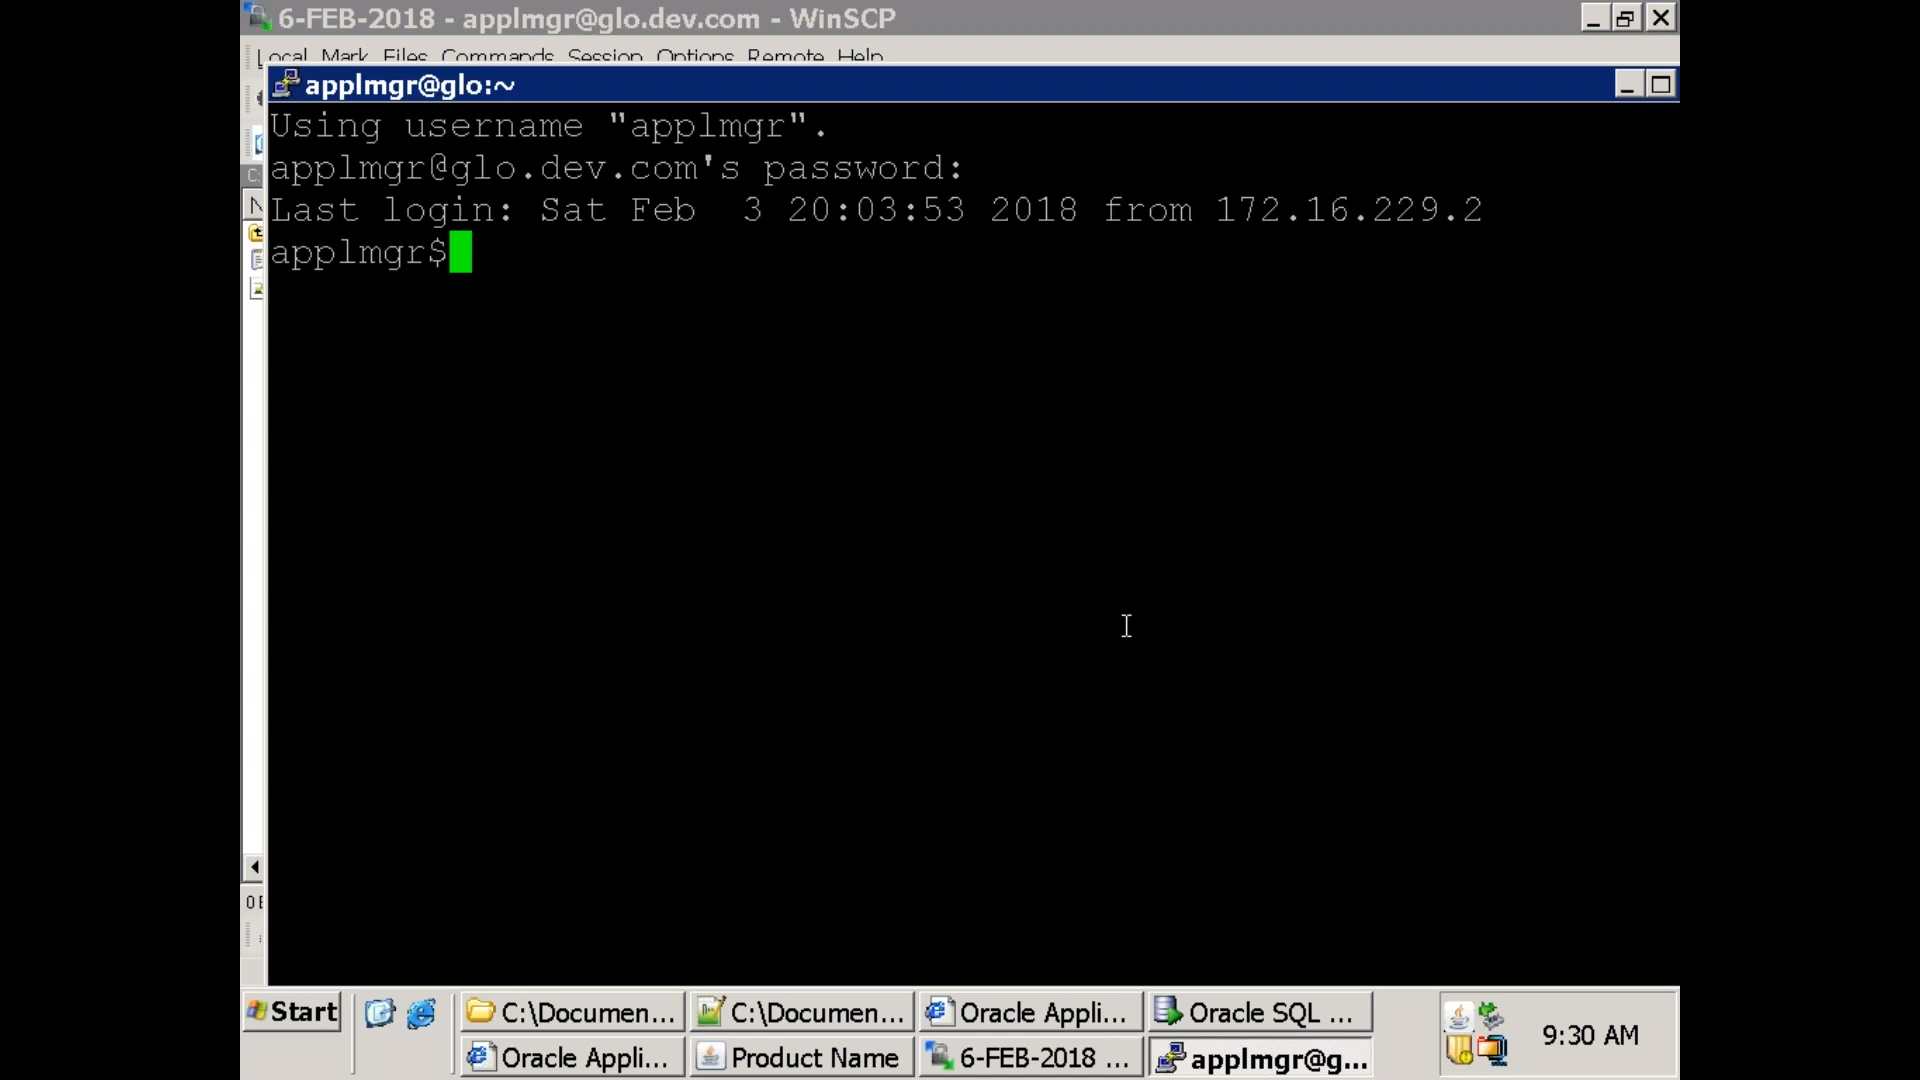 6-FEB-2018 - applmgr@glo.dev.com - WinSCP
Local Mark Files Commands Session Options Remote Help
applmgr@glo:~
Using username "applmgr".
applmgr@glo.dev.com's password:
Last login: Sat Feb  3 20:03:53 2018 from 172.16.229.2
applmgr$
C:
N
0 B
Start
C:\Documen...
C:\Documen...
Oracle Appli...
Oracle SQL ...
9:30 AM
Oracle Appli...
Product Name
6-FEB-2018 ...
applmgr@g...